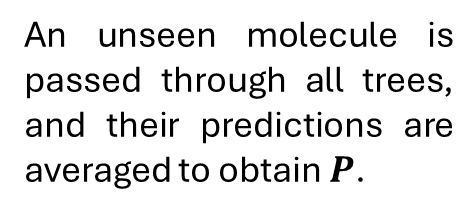 An unseen molecule is
passed through all trees,
and their predictions are
averaged to obtain P.